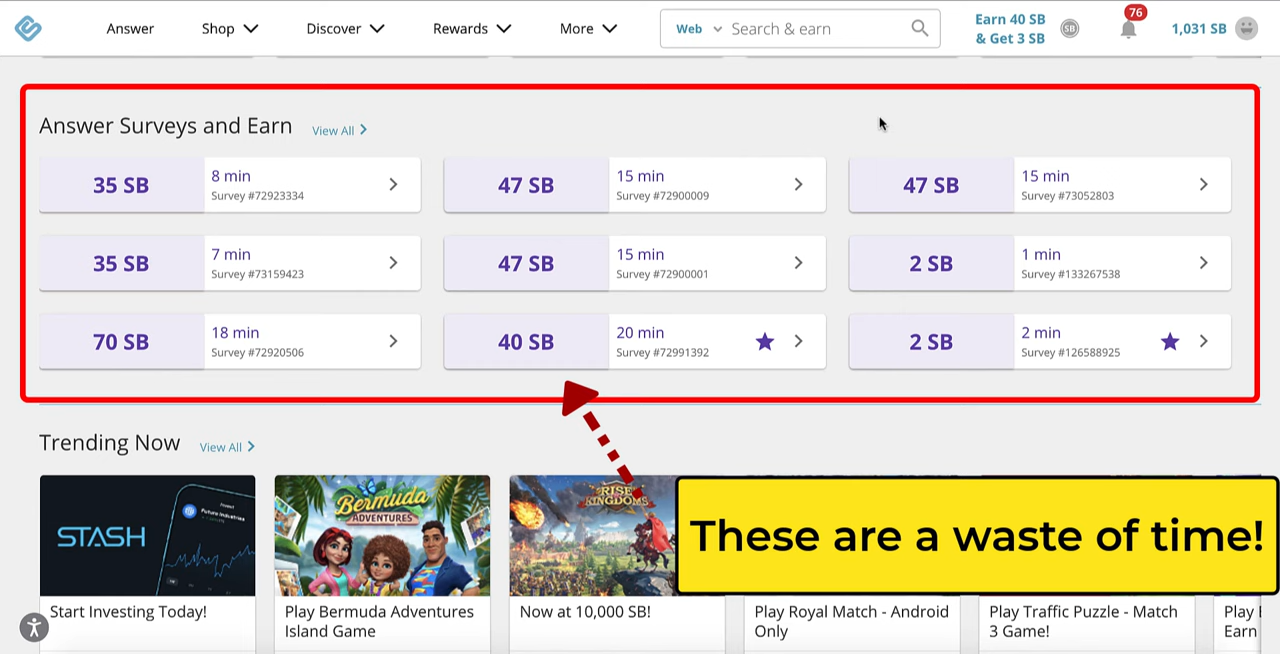 Answer
Shop
Discover
Rewards
More
Web
Search & earn
Earn 40 SB
& Get 3 SB
SB
76
1,031 SB
Answer Surveys and Earn
View All
35 SB
8 min
Survey #72923334
47 SB
15 min
Survey #72900009
47 SB
15 min
Survey #73052803
35 SB
7 min
Survey #73159423
47 SB
15 min
Survey #72900001
2 SB
1 min
Survey #133267538
70 SB
18 min
Survey #72920506
40 SB
20 min
Survey #72991392
2 SB
2 min
Survey #126588925
Trending Now
View All
STASH
Invest
Future Industries
Bermuda
ADVENTURES
RISE
KINGDOMS
These are a waste of time!
Start Investing Today!
Play Bermuda Adventures
Island Game
Now at 10,000 SB!
Play Royal Match - Android
Only
Play Traffic Puzzle - Match
3 Game!
Play
Earn